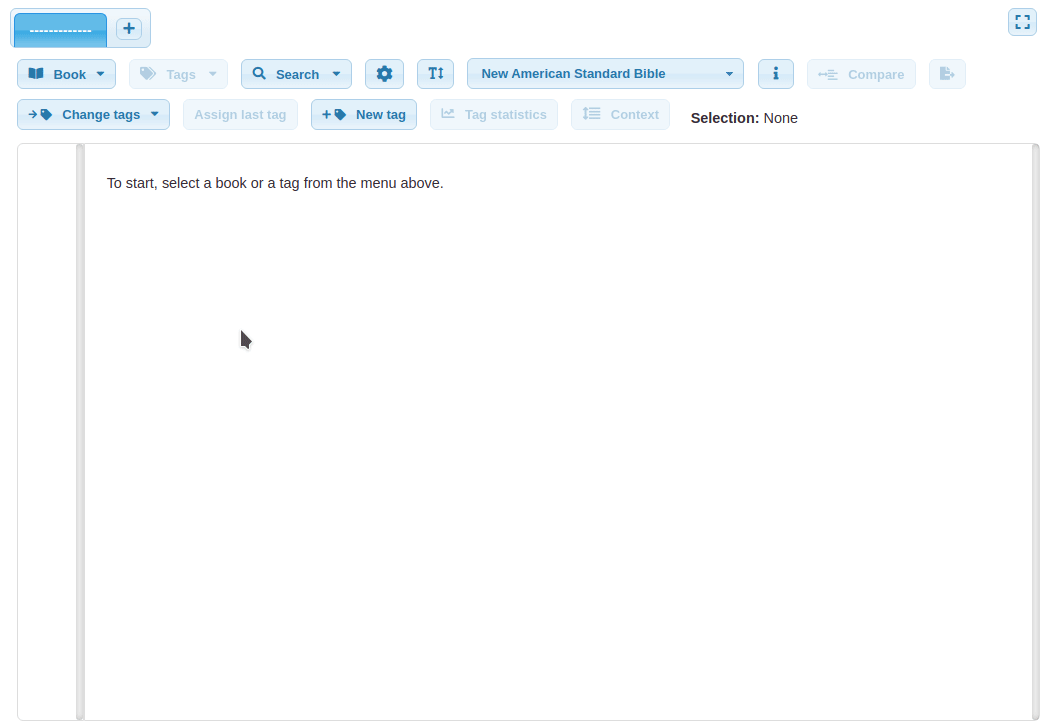 -------------
Book Tags Search New American Standard Bible Compare
Change tags Assign last tag New tag Tag statistics Context Selection: None
To start, select a book or a tag from the menu above.